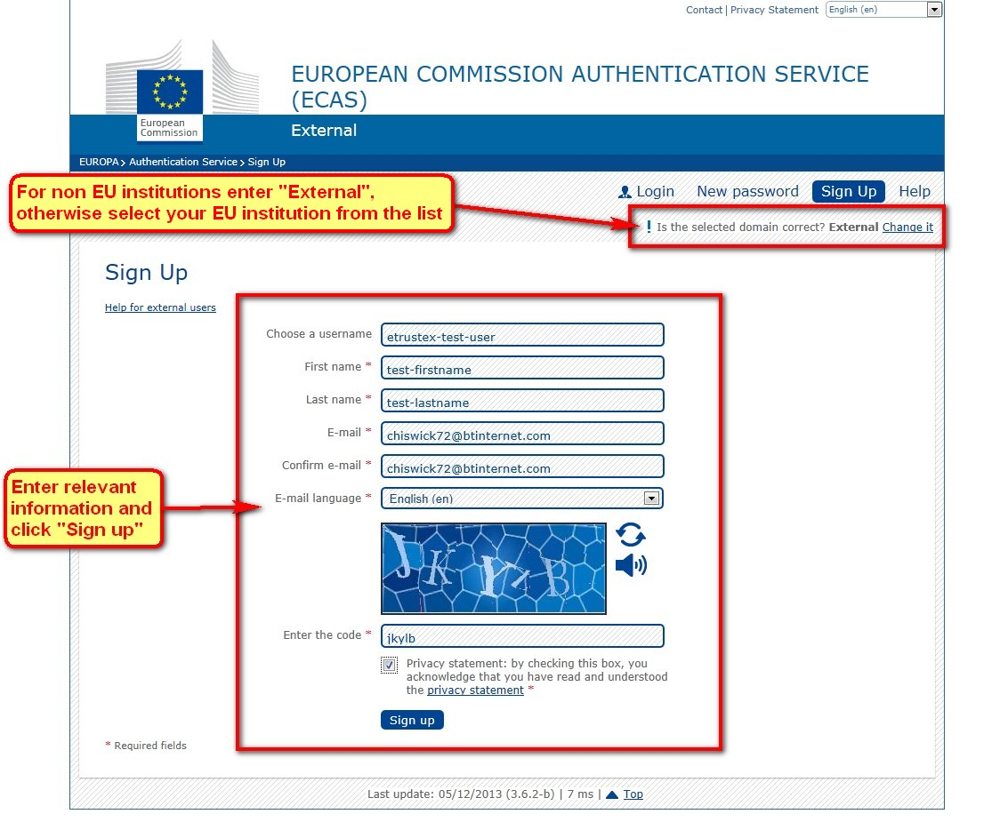 Contact | Privacy Statement English (en)
EUROPEAN COMMISSION AUTHENTICATION SERVICE
(ECAS)
European
Commission
External
EUROPA > Authentication Service > Sign Up
For non EU institutions enter "External",
otherwise select your EU institution from the list
Login New password Sign Up Help
! Is the selected domain correct? External Change it
Sign Up
Help for external users
Choose a username etrustex-test-user
First name * test-firstname
Last name * test-lastname
E-mail * chiswick72@btinternet.com
Confirm e-mail * chiswick72@btinternet.com
E-mail language * English (en)
Enter relevant
information and
click "Sign up"
Enter the code * jkylb
Privacy statement: by checking this box, you
acknowledge that you have read and understood
the privacy statement *
Sign up
* Required fields
Last update: 05/12/2013 (3.6.2-b) | 7 ms | Top